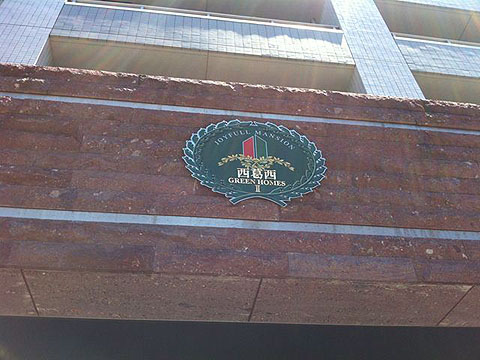 JOYFULL MANSION
西葛西
GREEN HOMES
II